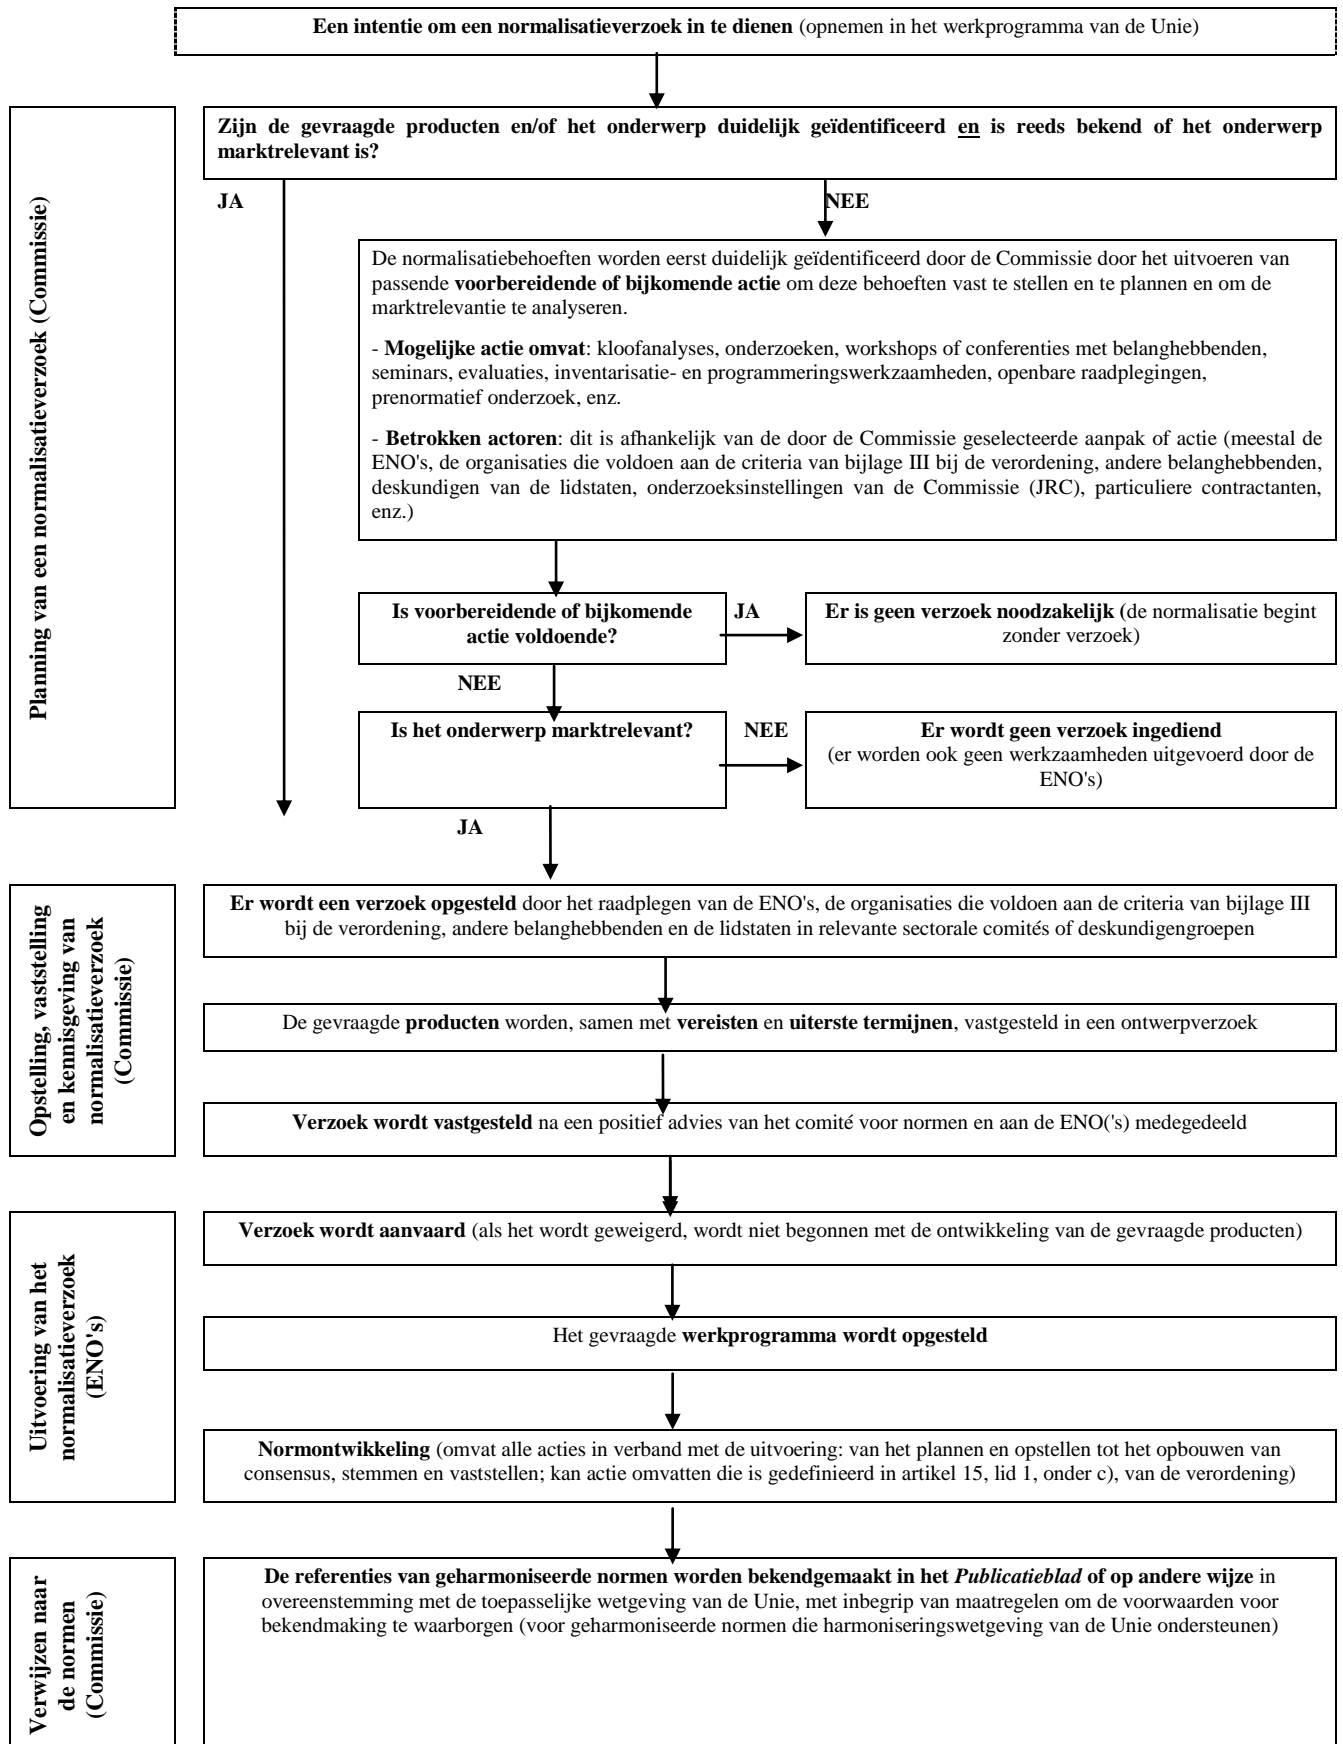 Een intentie om een normalisatieverzoek in te dienen (opnemen in het werkprogramma van de Unie)
Planning van een normalisatieverzoek (Commissie)
Zijn de gevraagde producten en/of het onderwerp duidelijk geïdentificeerd en is reeds bekend of het onderwerp
marktrelevant is?
JA
NEE
De normalisatiebehoeften worden eerst duidelijk geïdentificeerd door de Commissie door het uitvoeren van
passende voorbereidende of bijkomende actie om deze behoeften vast te stellen en te plannen en om de
marktrelevantie te analyseren.
- Mogelijke actie omvat: kloofanalyses, onderzoeken, workshops of conferenties met belanghebbenden,
seminars, evaluaties, inventarisatie- en programmeringswerkzaamheden, openbare raadplegingen,
prenormatief onderzoek, enz.
- Betrokken actoren: dit is afhankelijk van de door de Commissie geselecteerde aanpak of actie (meestal de
ENO's, de organisaties die voldoen aan de criteria van bijlage III bij de verordening, andere belanghebbenden,
deskundigen van de lidstaten, onderzoeksinstellingen van de Commissie (JRC), particuliere contractanten,
enz.)
Is voorbereidende of bijkomende
actie voldoende?
JA
Er is geen verzoek noodzakelijk (de normalisatie begint
zonder verzoek)
NEE
Is het onderwerp marktrelevant?
NEE
Er wordt geen verzoek ingediend
(er worden ook geen werkzaamheden uitgevoerd door de
ENO's)
JA
Opstelling, vaststelling
en kennisgeving van
normalisatieverzoek
(Commissie)
Er wordt een verzoek opgesteld door het raadplegen van de ENO's, de organisaties die voldoen aan de criteria van bijlage III
bij de verordening, andere belanghebbenden en de lidstaten in relevante sectorale comités of deskundigengroepen
De gevraagde producten worden, samen met vereisten en uiterste termijnen, vastgesteld in een ontwerpverzoek
Verzoek wordt vastgesteld na een positief advies van het comité voor normen en aan de ENO('s) medegedeeld
Uitvoering van het
normalisatieverzoek
(ENO's)
Verzoek wordt aanvaard (als het wordt geweigerd, wordt niet begonnen met de ontwikkeling van de gevraagde producten)
Het gevraagde werkprogramma wordt opgesteld
Normontwikkeling (omvat alle acties in verband met de uitvoering: van het plannen en opstellen tot het opbouwen van
consensus, stemmen en vaststellen; kan actie omvatten die is gedefinieerd in artikel 15, lid 1, onder c), van de verordening)
Verwijzen naar
de normen
(Commissie)
De referenties van geharmoniseerde normen worden bekendgemaakt in het Publicatieblad of op andere wijze in
overeenstemming met de toepasselijke wetgeving van de Unie, met inbegrip van maatregelen om de voorwaarden voor
bekendmaking te waarborgen (voor geharmoniseerde normen die harmoniseringswetgeving van de Unie ondersteunen)